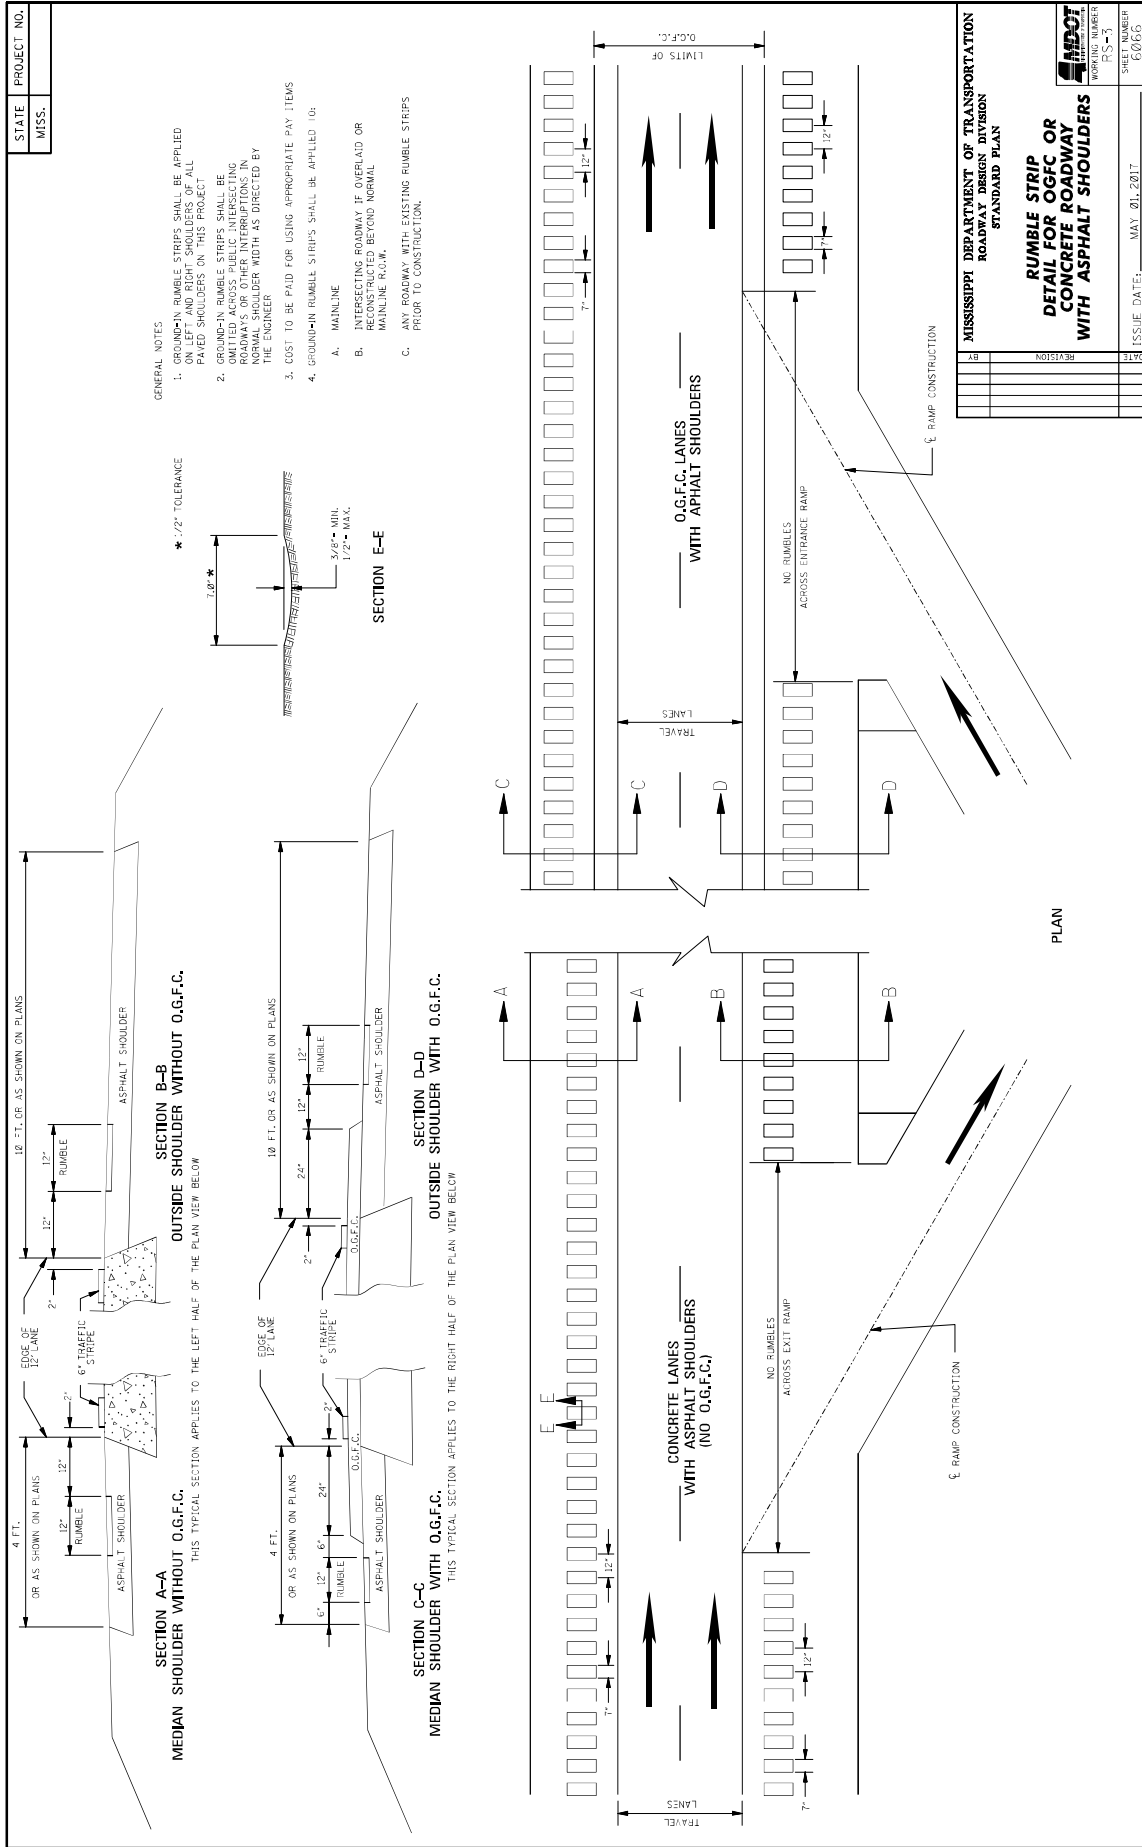 STATE
PROJECT NO.
MISS.
GENERAL NOTES
1. GROUND-IN RUMBLE STRIPS SHALL BE APPLIED
ON LEFT AND RIGHT SHOULDERS OF ALL
PAVED SHOULDERS ON THIS PROJECT
2. GROUND-IN RUMBLE STRIPS SHALL BE
OMITTED ACROSS PUBLIC INTERSECTING
ROADWAYS OR OTHER INTERRUPTIONS IN
NORMAL SHOULDER WIDTH AS DIRECTED BY
THE ENGINEER
3. COST TO BE PAID FOR USING APPROPRIATE PAY ITEMS
4. GROUND-IN RUMBLE STRIPS SHALL BE APPLIED TO:
A. MAINLINE
B. INTERSECTING ROADWAY IF OVERLAID OR
RECONSTRUCTED BEYOND NORMAL
MAINLINE R.O.W.
C. ANY ROADWAY WITH EXISTING RUMBLE STRIPS
PRIOR TO CONSTRUCTION.
* 1/2" TOLERANCE
7.0" *
3/8"- MIN.
1/2"- MAX.
SECTION E-E
4 FT.
OR AS SHOWN ON PLANS
12"
RUMBLE
12"
2"
ASPHALT SHOULDER
SECTION A-A
MEDIAN SHOULDER WITHOUT O.G.F.C.
EDGE OF
12' LANE
6" TRAFFIC
STRIPE
10 FT. OR AS SHOWN ON PLANS
2"
12"
12"
RUMBLE
ASPHALT SHOULDER
SECTION B-B
OUTSIDE SHOULDER WITHOUT O.G.F.C.
THIS TYPICAL SECTION APPLIES TO THE LEFT HALF OF THE PLAN VIEW BELOW
4 FT.
OR AS SHOWN ON PLANS
6"
12"
RUMBLE
6"
24"
2"
O.G.F.C.
ASPHALT SHOULDER
SECTION C-C
MEDIAN SHOULDER WITH O.G.F.C.
EDGE OF
12' LANE
6" TRAFFIC
STRIPE
10 FT. OR AS SHOWN ON PLANS
2"
24"
12"
12"
RUMBLE
O.G.F.C.
ASPHALT SHOULDER
SECTION D-D
OUTSIDE SHOULDER WITH O.G.F.C.
THIS TYPICAL SECTION APPLIES TO THE RIGHT HALF OF THE PLAN VIEW BELOW
TRAVEL
LANES
7"
12"
7"
12"
E E
A
A
B
B
CONCRETE LANES
WITH ASPHALT SHOULDERS
(NO O.G.F.C.)
NO RUMBLES
ACROSS EXIT RAMP
℄ RAMP CONSTRUCTION
C
C
D
D
TRAVEL
LANES
O.G.F.C. LANES
WITH APHALT SHOULDERS
NO RUMBLES
ACROSS ENTRANCE RAMP
℄ RAMP CONSTRUCTION
7"
12"
7"
12"
LIMITS OF
O.G.F.C.
PLAN
BY
REVISION
DATE
MISSISSIPPI DEPARTMENT OF TRANSPORTATION
ROADWAY DESIGN DIVISION
STANDARD PLAN
RUMBLE STRIP
DETAIL FOR OGFC OR
CONCRETE ROADWAY
WITH ASPHALT SHOULDERS
MDOT
WORKING NUMBER
RS-3
SHEET NUMBER
6066
ISSUE DATE: MAY 01, 2017